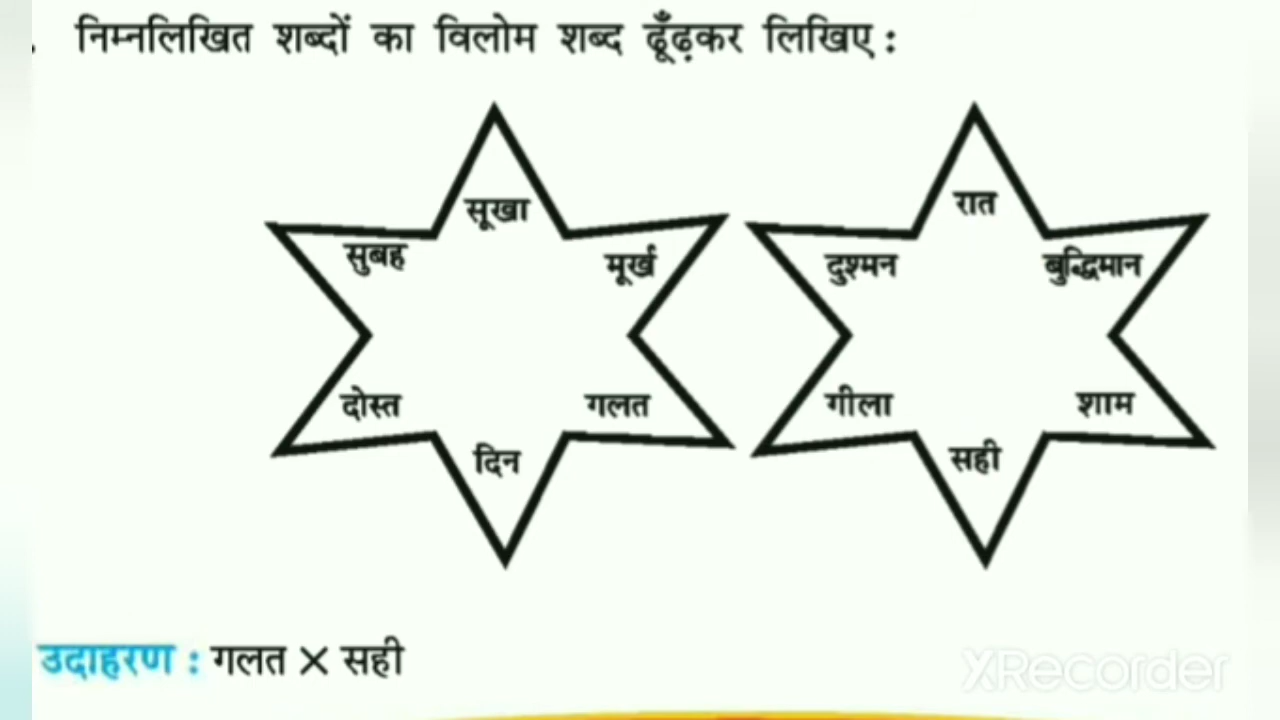 . निम्नलिखित शब्दों का विलोम शब्द ढूँढ़कर लिखिए :
सूखा
सुबह
मूर्ख
दोस्त
गलत
दिन
रात
दुश्मन
बुद्धिमान
गीला
शाम
सही
उदाहरण : गलत × सही
XRecorder